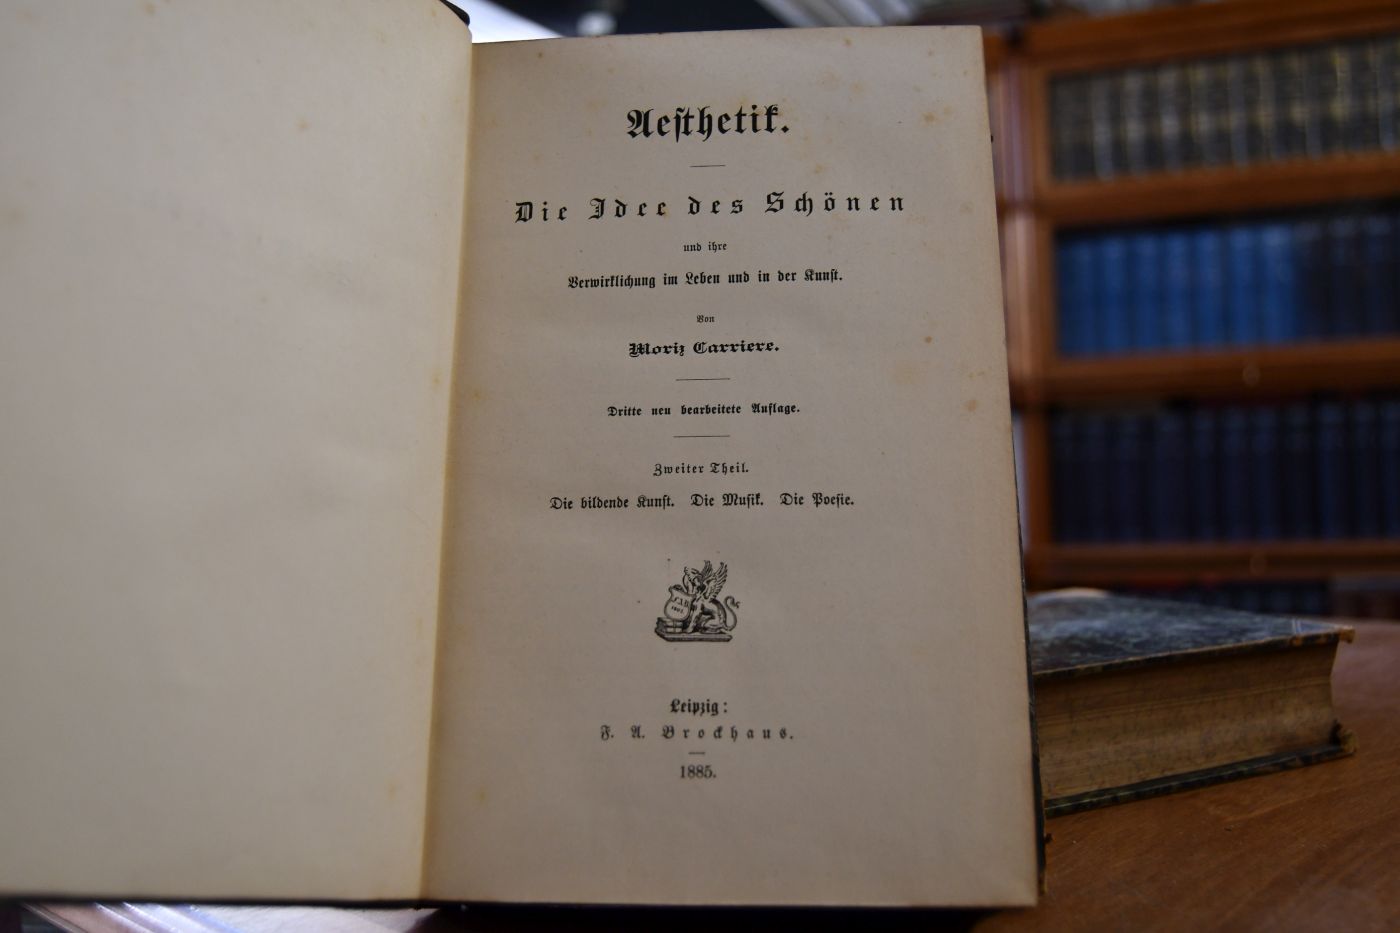 Aesthetik.
Die Idee des Schönen
und ihre
Verwirklichung im Leben und in der Kunst.
Von
Moriz Carriere.
Dritte neu bearbeitete Auflage.
Zweiter Theil.
Die bildende Kunst. Die Musik. Die Poesie.
F.A.B.
Leipzig:
F. A. Brockhaus.
1885.